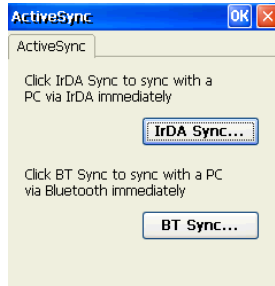 ActiveSync OK
ActiveSync
Click IrDA Sync to sync with a
PC via IrDA immediately
IrDA Sync...
Click BT Sync to sync with a PC
via Bluetooth immediately
BT Sync...